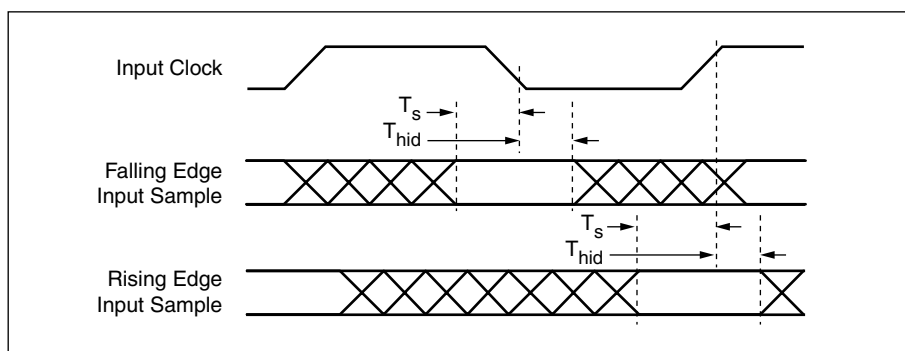 Input Clock
Ts
Thid
Falling Edge
Input Sample
Ts
Thid
Rising Edge
Input Sample